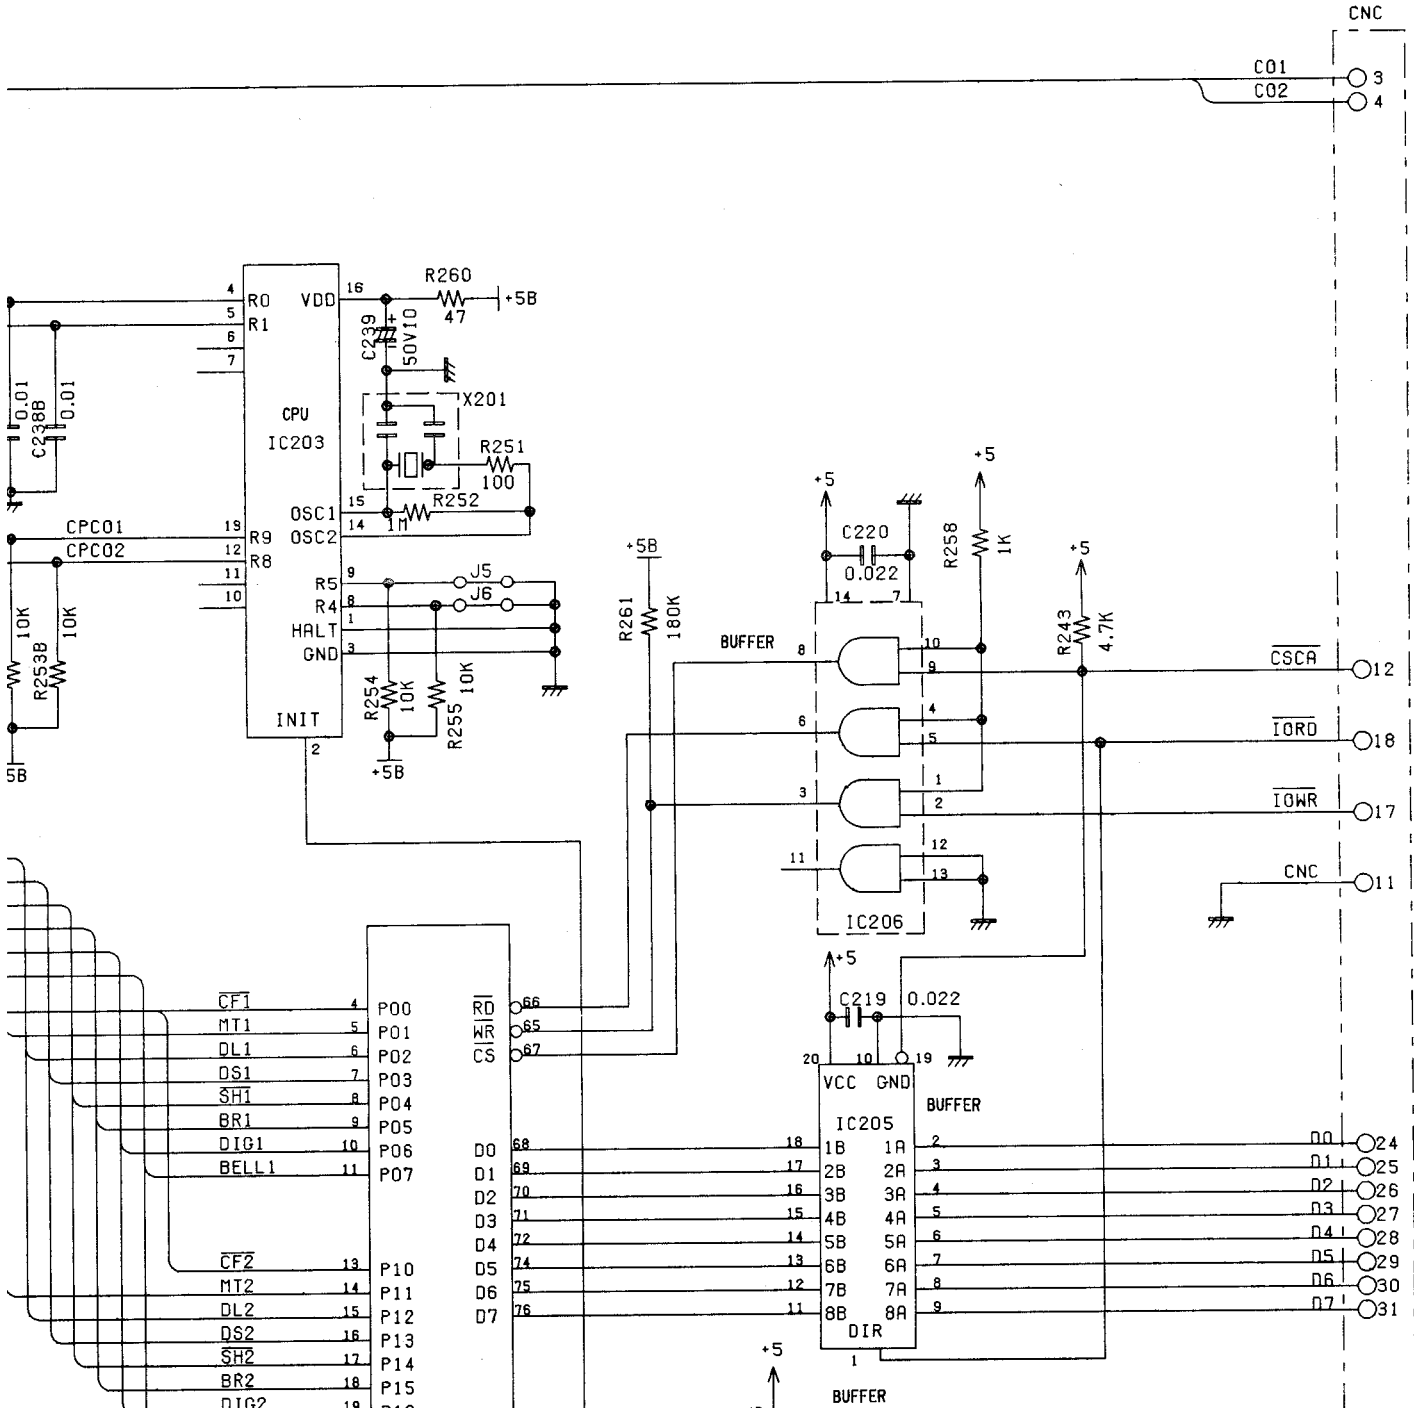 CNC
CO1 3
CO2 4
R260
47
+5B
4 R0 VDD 16
5 R1
6
7
C239
50V10
+
-
0.01
C238B
0.01
X201
CPU
IC203
R251
100
R252
1M
OSC1 15
OSC2 14
CPCO1 19 R9
CPCO2 12 R8
11
10
R5 9 J5
R4 8 J6
HALT 1
GND 3
10K
R253B
10K
5B
R254
10K
R255
10K
+5B
INIT
2
+5B
R261
180K
+5
C220
0.022
14 7
+5
R258
1K
+5
R243
4.7K
BUFFER
8 10
9
CSCA 12
6 4
5
IORD 18
3 1
2
IOWR 17
11 12
13
IC206
CNC 11
+5
C219 0.022
20 10 19
VCC GND
BUFFER
IC205
CF1 4 P00 RD 66
MT1 5 P01 WR 65
DL1 6 P02 CS 67
DS1 7 P03
SH1 8 P04
BR1 9 P05
DIG1 10 P06
BELL1 11 P07
D0 68 18 1B 1A 2 D0 24
D1 69 17 2B 2A 3 D1 25
D2 70 16 3B 3A 4 D2 26
D3 71 15 4B 4A 5 D3 27
D4 72 14 5B 5A 6 D4 28
D5 74 13 6B 6A 7 D5 29
D6 75 12 7B 7A 8 D6 30
D7 76 11 8B 8A 9 D7 31
DIR
1
CF2 13 P10
MT2 14 P11
DL2 15 P12
DS2 16 P13
SH2 17 P14
BR2 18 P15
DIG2 19
+5
BUFFER